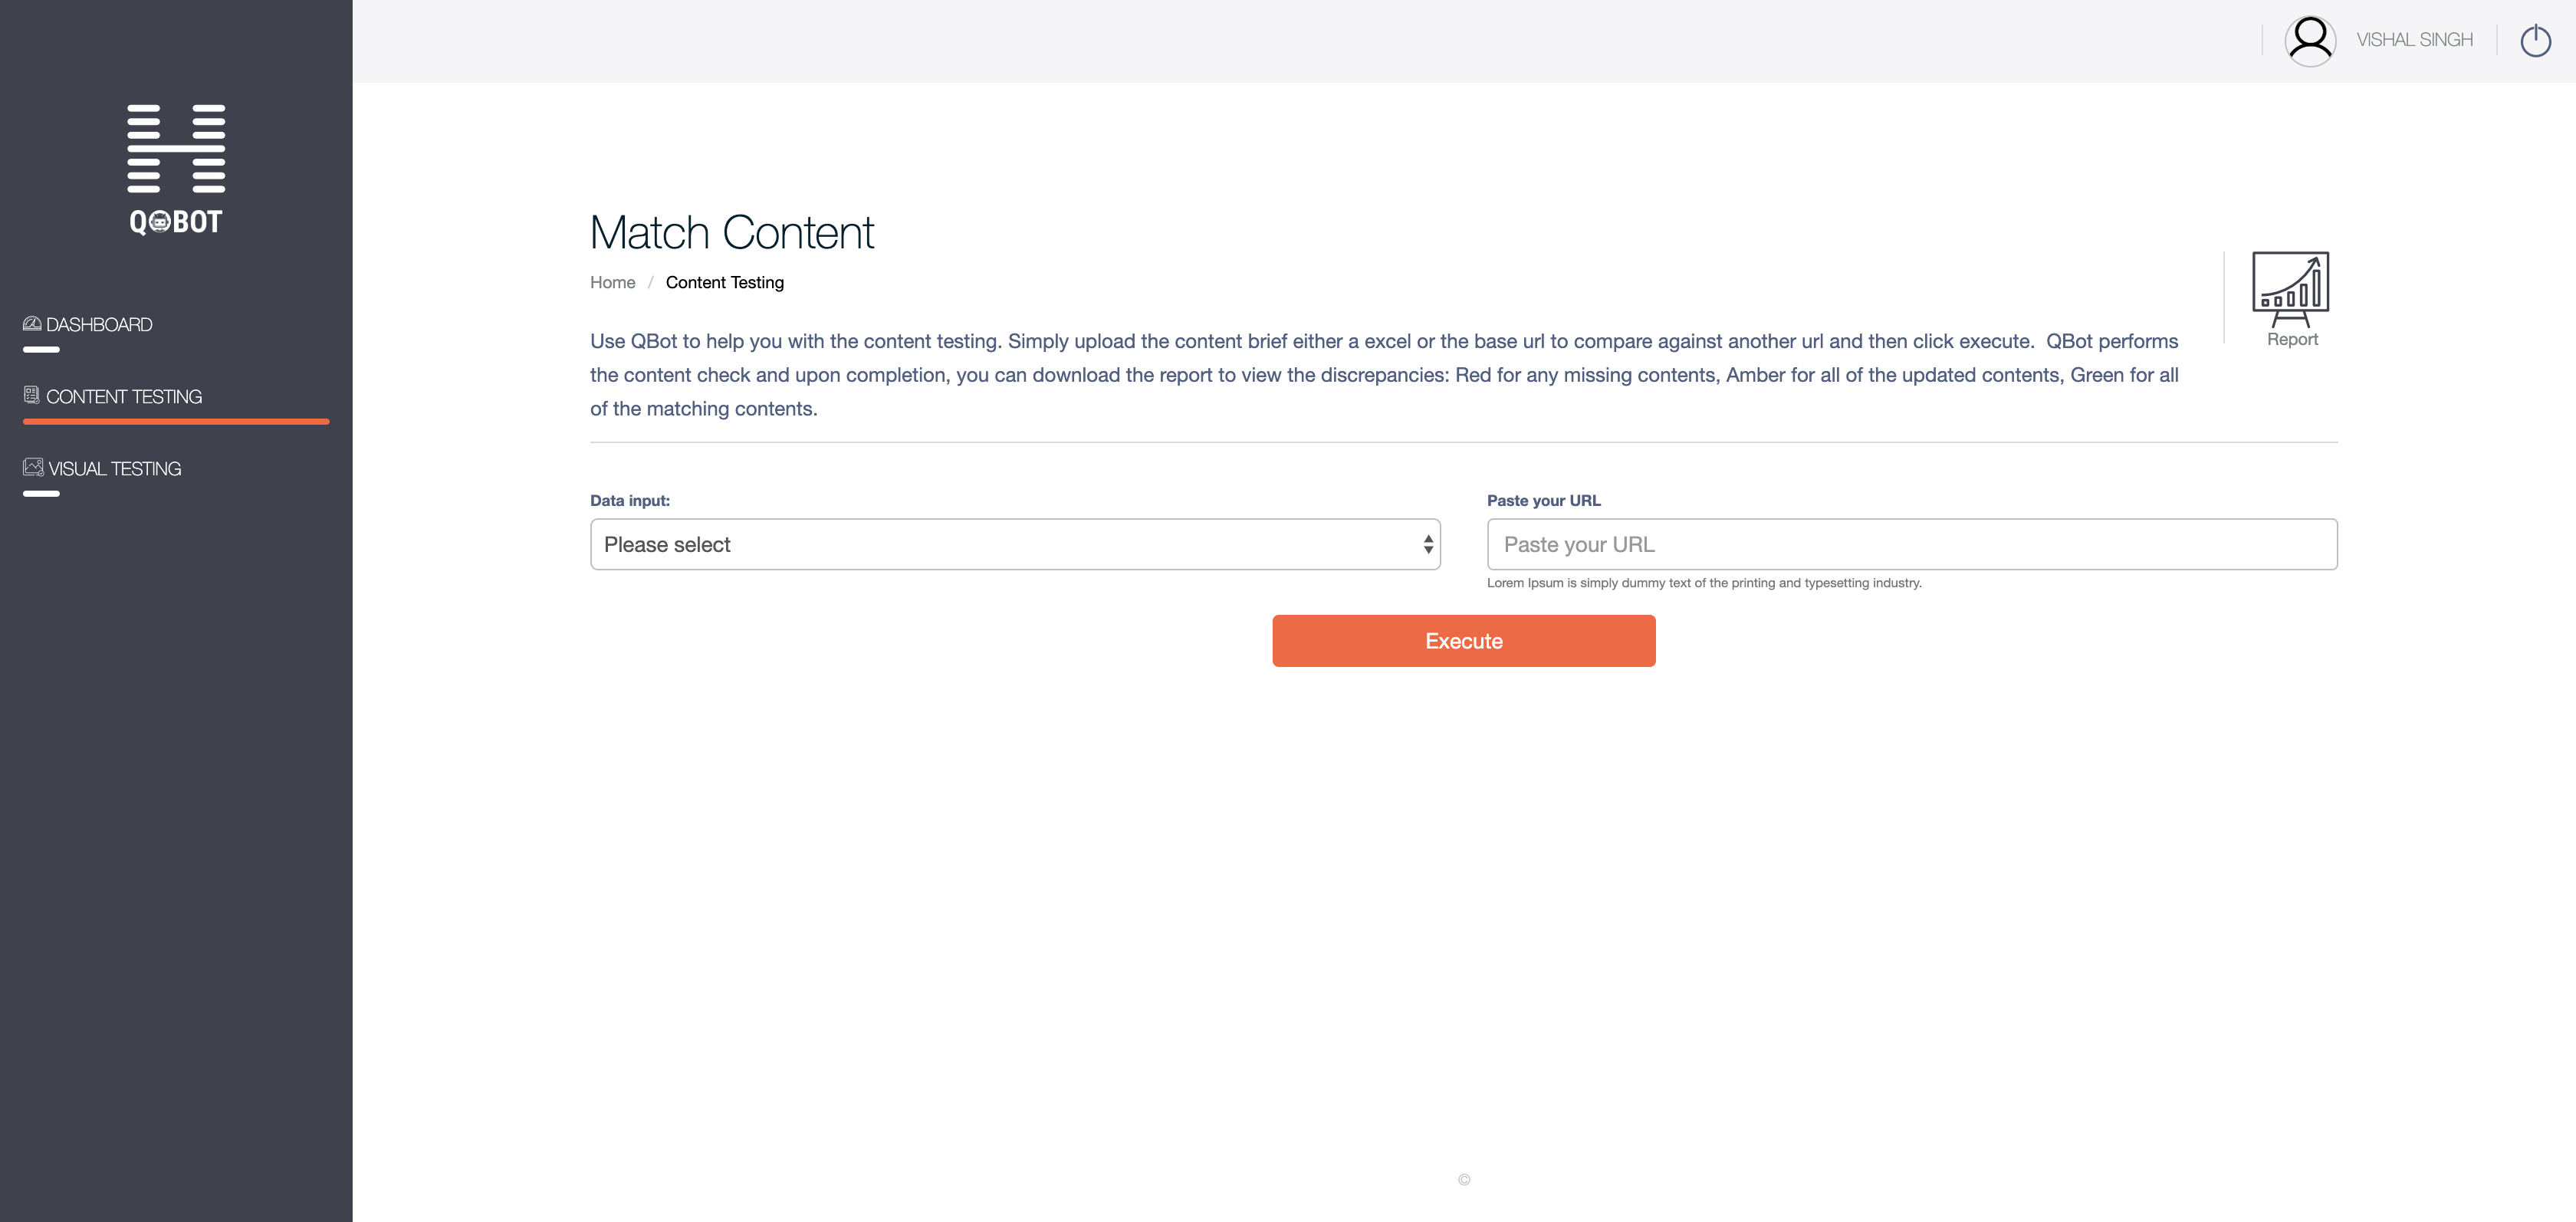 VISHAL SINGH
QBOT
DASHBOARD
CONTENT TESTING
VISUAL TESTING
Match Content
Home / Content Testing
Report
Use QBot to help you with the content testing. Simply upload the content brief either a excel or the base url to compare against another url and then click execute.  QBot performs
the content check and upon completion, you can download the report to view the discrepancies: Red for any missing contents, Amber for all of the updated contents, Green for all
of the matching contents.
Data input:
Please select
Paste your URL
Paste your URL
Lorem Ipsum is simply dummy text of the printing and typesetting industry.
Execute
©